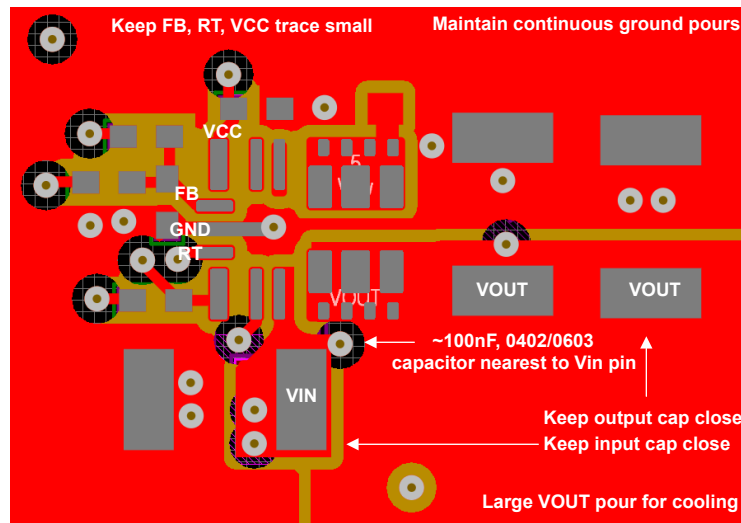 Keep FB, RT, VCC trace small
Maintain continuous ground pours
VCC
5
FB
GND
RT
VOUT
VOUT
VOUT
~100nF, 0402/0603
capacitor nearest to Vin pin
VIN
Keep output cap close
Keep input cap close
Large VOUT pour for cooling